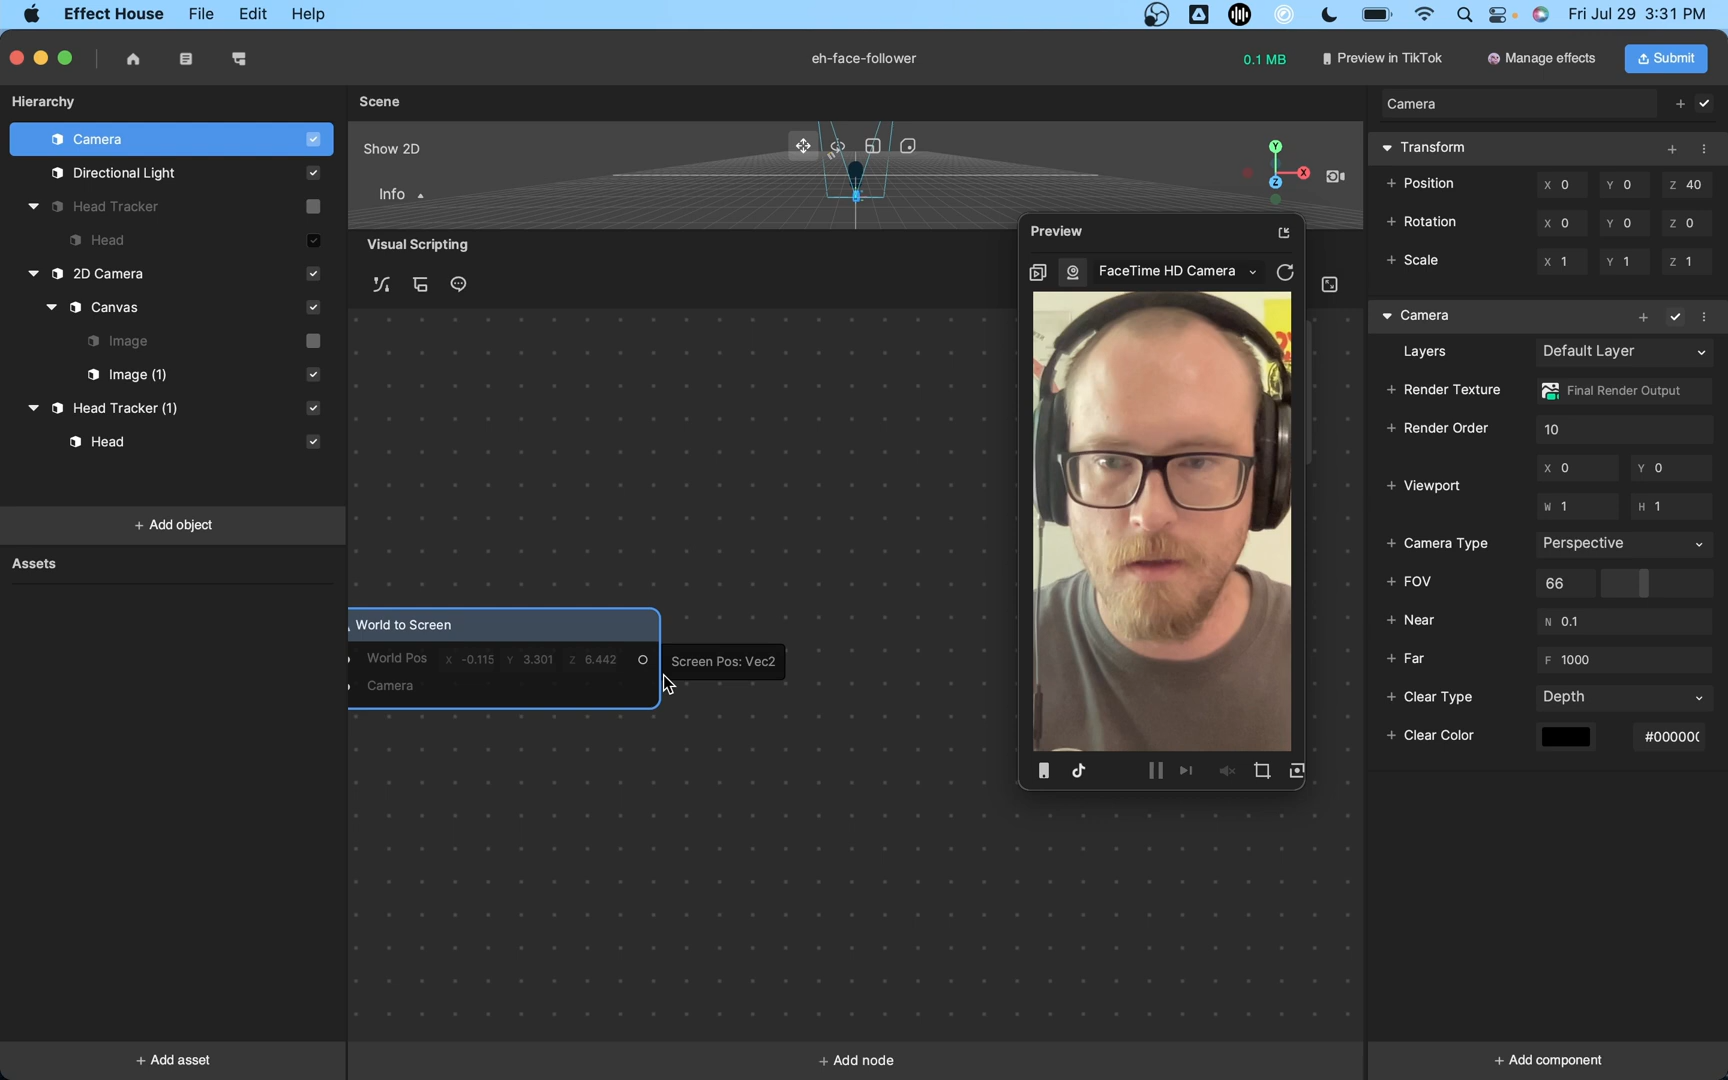 Effect House File Edit Help Fri Jul 29 3:31 PM
eh-face-follower 0.1 MB Preview in TikTok Manage effects Submit
Hierarchy
Camera
Directional Light
Head Tracker
Head
2D Camera
Canvas
Image
Image (1)
Head Tracker (1)
Head
+ Add object
Assets
+ Add asset
Scene
Show 2D
Info
Y
X
Z
Visual Scripting
World to Screen
World Pos X -0.115 Y 3.301 Z 6.442
Camera
Screen Pos: Vec2
+ Add node
Preview
FaceTime HD Camera
Camera
Transform
+ Position X 0 Y 0 Z 40
+ Rotation X 0 Y 0 Z 0
+ Scale X 1 Y 1 Z 1
Camera
Layers Default Layer
+ Render Texture Final Render Output
+ Render Order 10
+ Viewport X 0 Y 0
W 1 H 1
+ Camera Type Perspective
+ FOV 66
+ Near N 0.1
+ Far F 1000
+ Clear Type Depth
+ Clear Color #00000
+ Add component